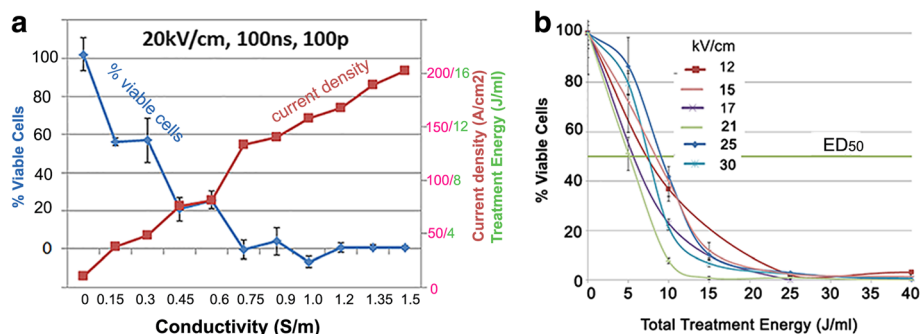 a
20kV/cm, 100ns, 100p
% viable cells
current density
% Viable Cells
100
80
60
40
20
0
200/16
150/12
100/8
50/4
0
Current density (A/cm2)
Treatment Energy (J/ml)
0 0.15 0.3 0.45 0.6 0.75 0.9 1.0 1.2 1.35 1.5
Conductivity (S/m)
b
kV/cm
12
15
17
21
25
30
ED50
% Viable Cells
100
80
60
40
20
0
0 5 10 15 20 25 30 35 40
Total Treatment Energy (J/ml)